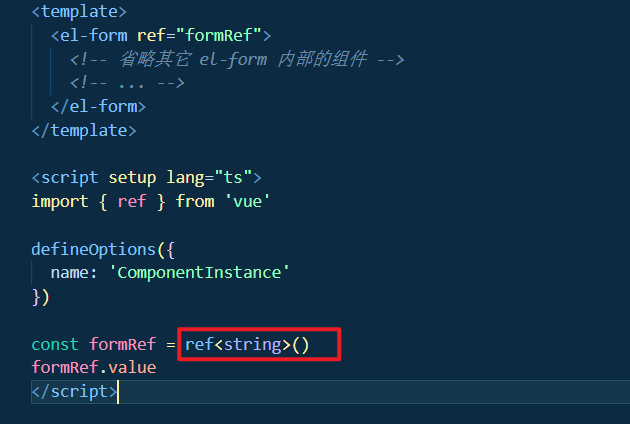 <template>
<el-form ref="formRef">
<!-- 省略其它 el-form 内部的组件 -->
<!-- ... -->
</el-form>
</template>
<script setup lang="ts">
import { ref } from 'vue'
defineOptions({
name: 'ComponentInstance'
})
const formRef = ref<string>()
formRef.value
</script>